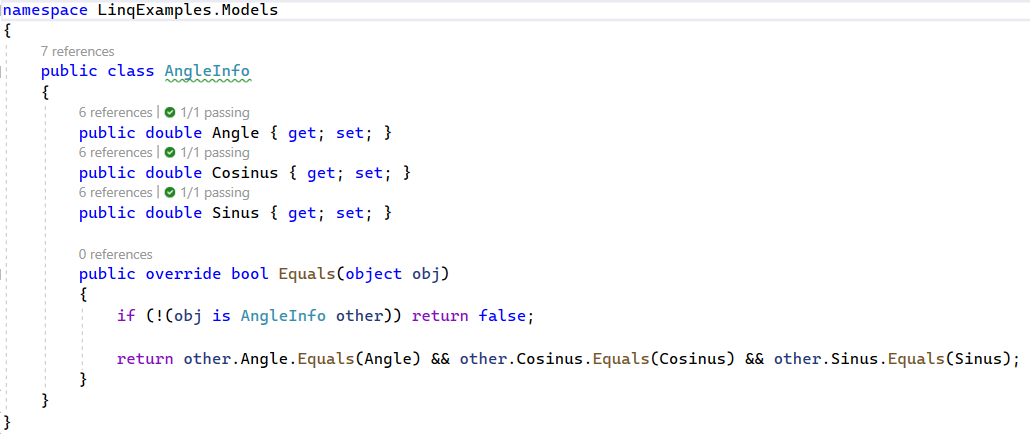 namespace LinqExamples.Models
{
7 references
public class AngleInfo
{
6 references | 1/1 passing
public double Angle { get; set; }
6 references | 1/1 passing
public double Cosinus { get; set; }
6 references | 1/1 passing
public double Sinus { get; set; }
0 references
public override bool Equals(object obj)
{
if (!(obj is AngleInfo other)) return false;
return other.Angle.Equals(Angle) && other.Cosinus.Equals(Cosinus) && other.Sinus.Equals(Sinus);
}
}
}